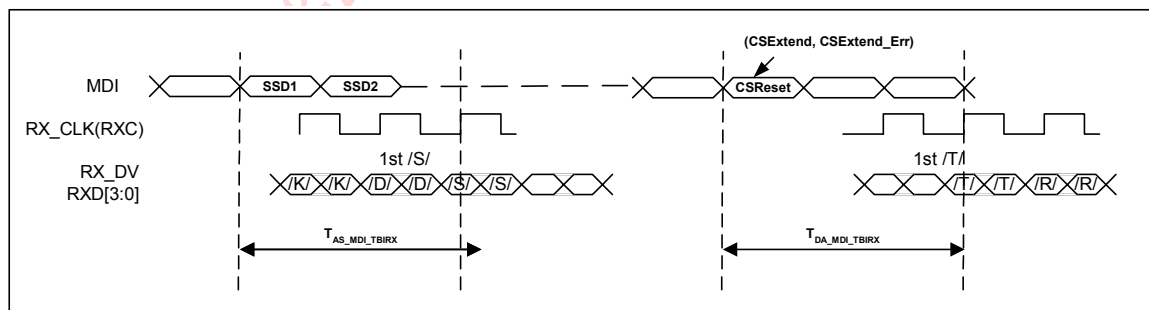 (CSExtend, CSExtend_Err)
MDI SSD1 SSD2 CSReset
RX_CLK(RXC)
1st /S/ 1st /T/
RX_DV
RXD[3:0] /K/ /K/ /D/ /D/ /S/ /S/ /T/ /T/ /R/ /R/
TAS_MDI_TBIRX TDA_MDI_TBIRX